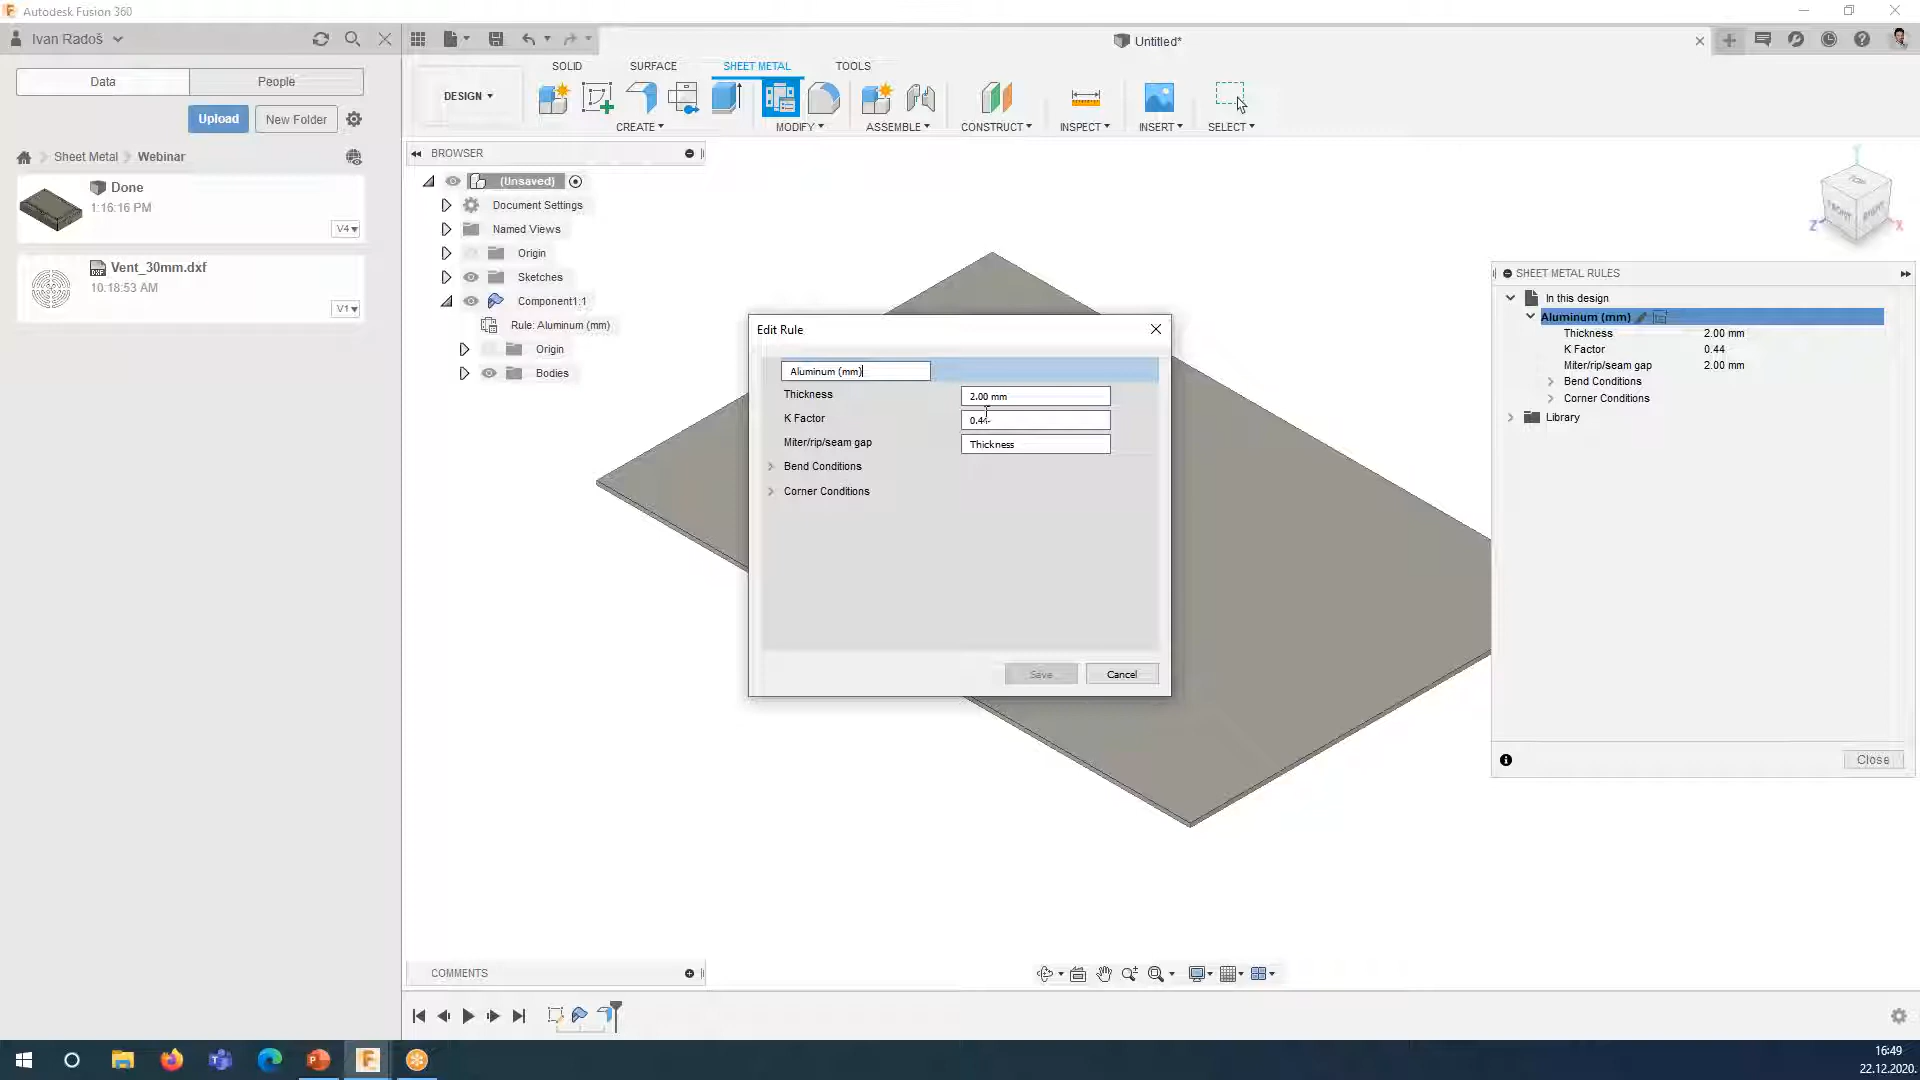 Autodesk Fusion 360
Ivan Radoš
Untitled*
Data
People
Upload
New Folder
Sheet Metal
Webinar
Done
1:16:16 PM
V4
Vent_30mm.dxf
10:18:53 AM
V1
SOLID
SURFACE
SHEET METAL
TOOLS
DESIGN
CREATE
MODIFY
ASSEMBLE
CONSTRUCT
INSPECT
INSERT
SELECT
BROWSER
(Unsaved)
Document Settings
Named Views
Origin
Sketches
Component1:1
Rule: Aluminum (mm)
Origin
Bodies
TOP
FRONT
RIGHT
Y
Z
X
Edit Rule
Aluminum (mm)
Thickness
2.00 mm
K Factor
0.44
Miter/rip/seam gap
Thickness
Bend Conditions
Corner Conditions
Save
Cancel
SHEET METAL RULES
In this design
Aluminum (mm)
Thickness
2.00 mm
K Factor
0.44
Miter/rip/seam gap
2.00 mm
Bend Conditions
Corner Conditions
Library
Close
COMMENTS
16:49
22.12.2020.